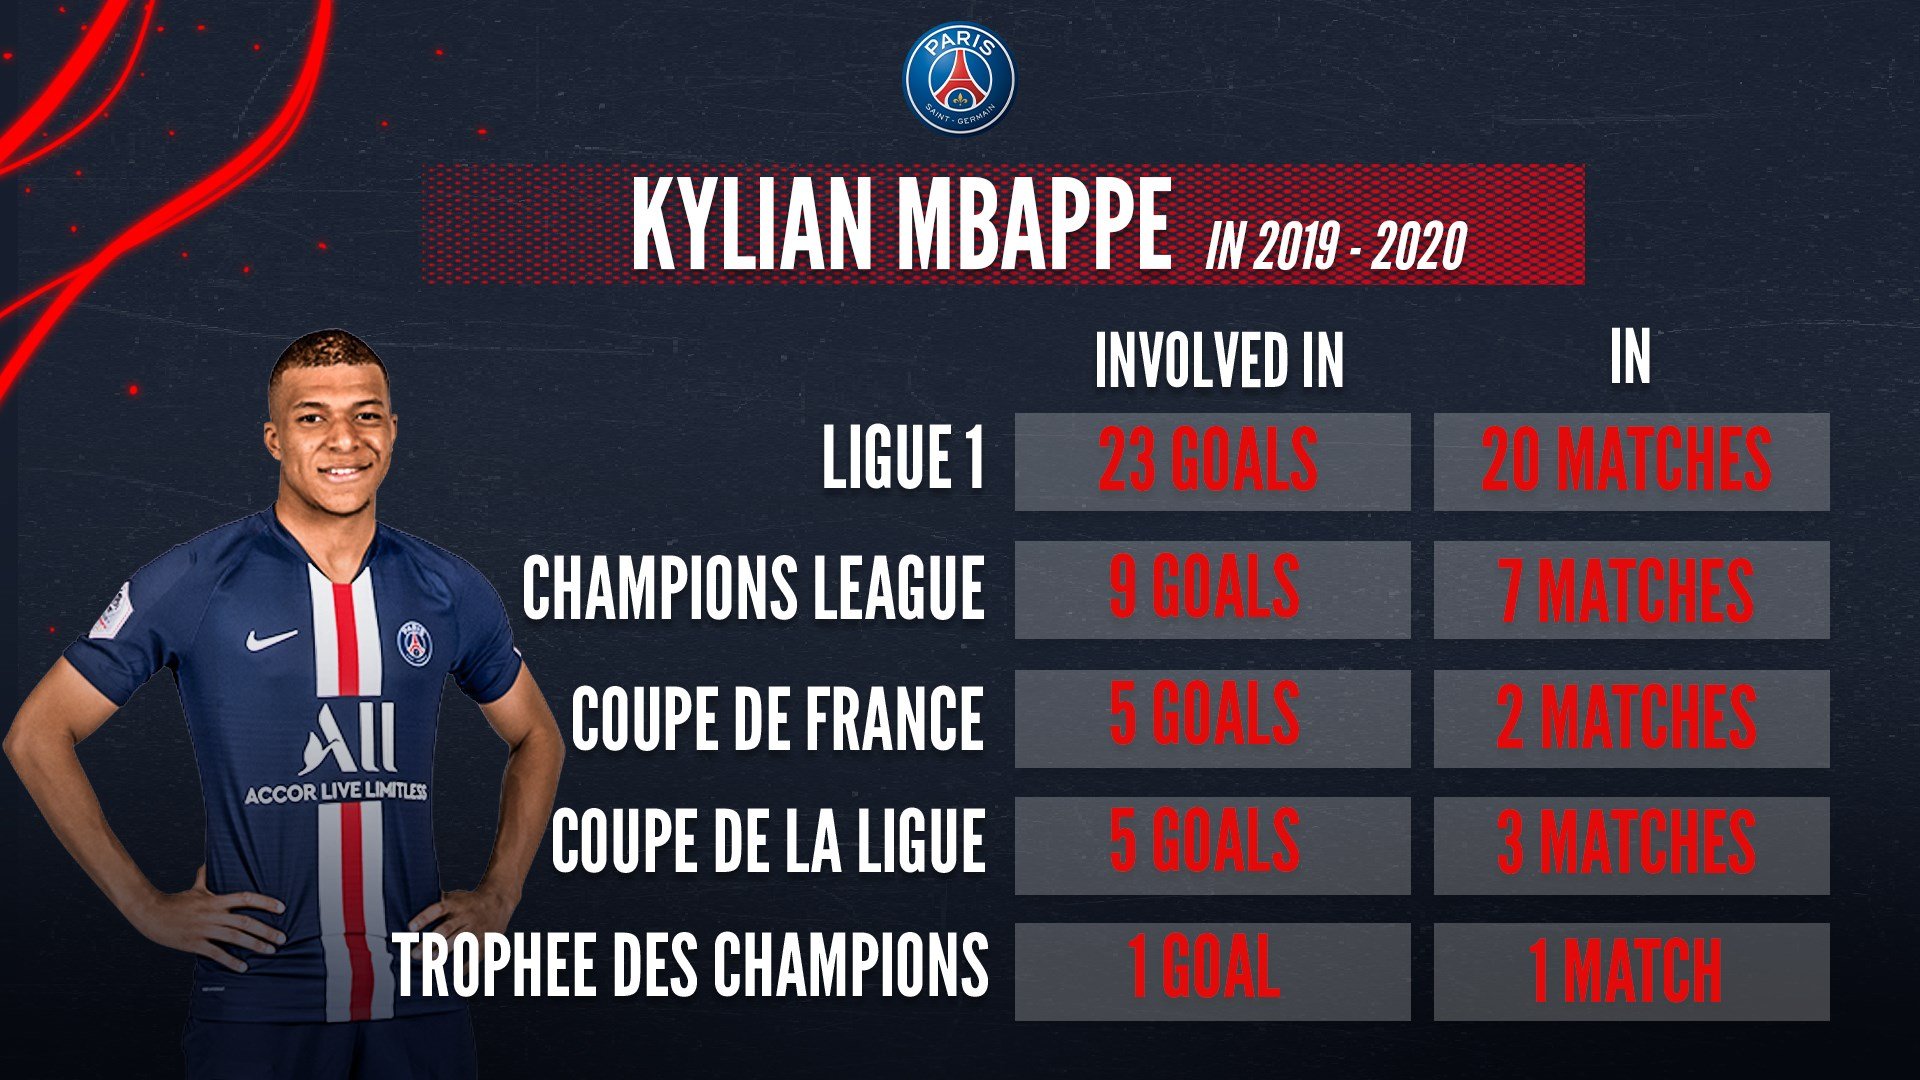 PARIS
SAINT - GERMAIN
KYLIAN MBAPPE IN 2019 - 2020
INVOLVED IN IN
LIGUE 1 23 GOALS 20 MATCHES
CHAMPIONS LEAGUE 9 GOALS 7 MATCHES
PARIS
COUPE DE FRANCE 5 GOALS 2 MATCHES
ALL
ACCOR LIVE LIMITLESS
COUPE DE LA LIGUE 5 GOALS 3 MATCHES
TROPHEE DES CHAMPIONS 1 GOAL 1 MATCH